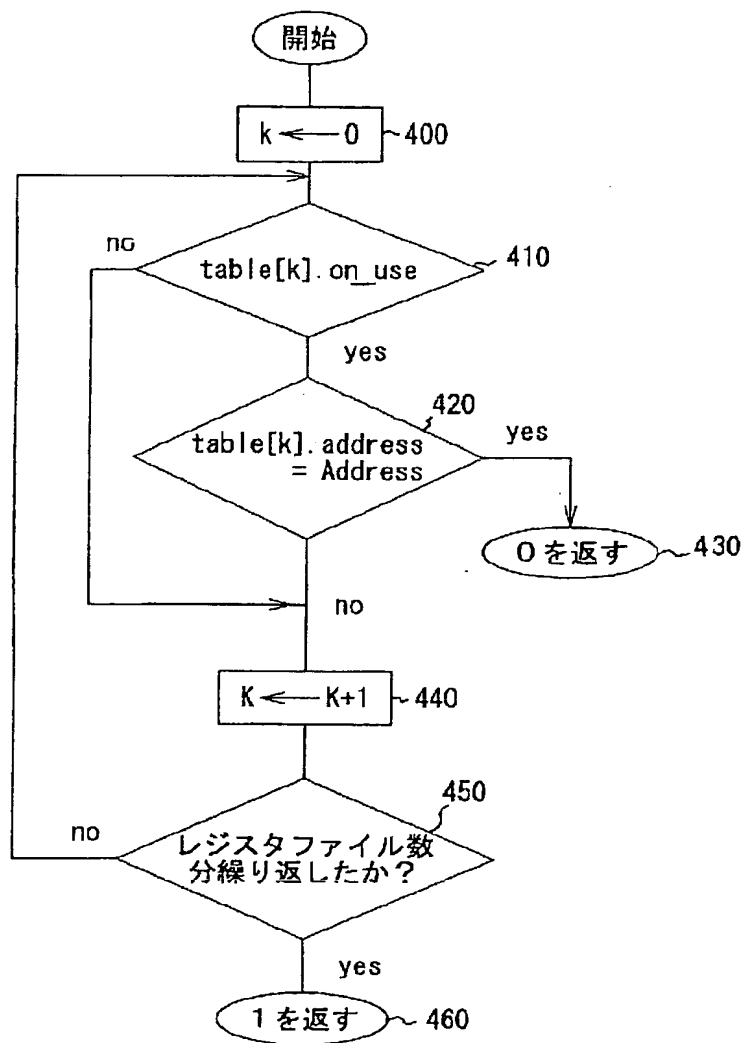 開始
k ← 0
400
no
table[k].on_use
410
yes
420
table[k].address
= Address
yes
0を返す
430
no
K ← K+1
440
450
no
レジスタファイル数
分繰り返したか？
yes
1を返す
460